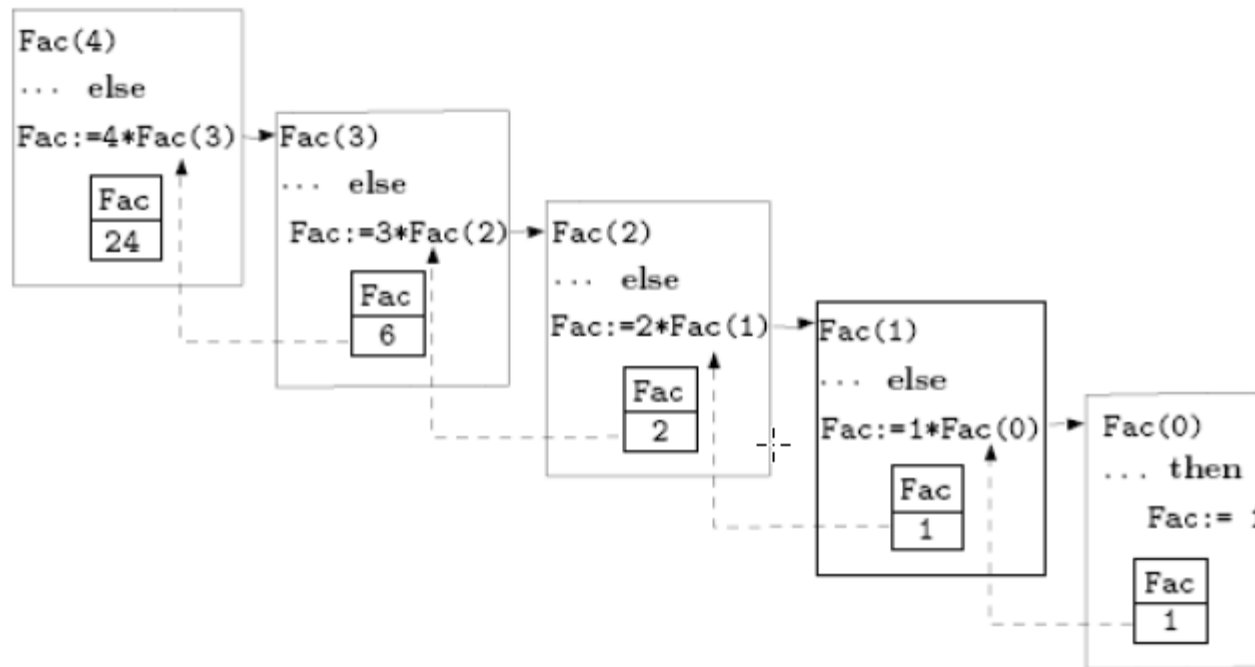 Fac(4)
... else
Fac:=4*Fac(3)
Fac
24
Fac(3)
... else
Fac:=3*Fac(2)
Fac
6
Fac(2)
... else
Fac:=2*Fac(1)
Fac
2
Fac(1)
... else
Fac:=1*Fac(0)
Fac
1
Fac(0)
... then
Fac:=
Fac
1